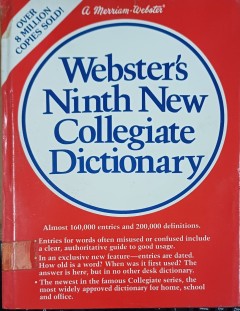 OVER
8 MILLION
COPIES SOLD!
A Merriam-Webster®
Webster's
Ninth New
Collegiate
Dictionary
Almost 160,000 entries and 200,000 definitions.
• Entries for words often misused or confused include
a clear, authoritative guide to good usage.
• In an exclusive new feature—entries are dated.
How old is a word? When was it first used? The
answer is here, but in no other desk dictionary.
• The newest in the famous Collegiate series, the
most widely approved dictionary for home, school
and office.